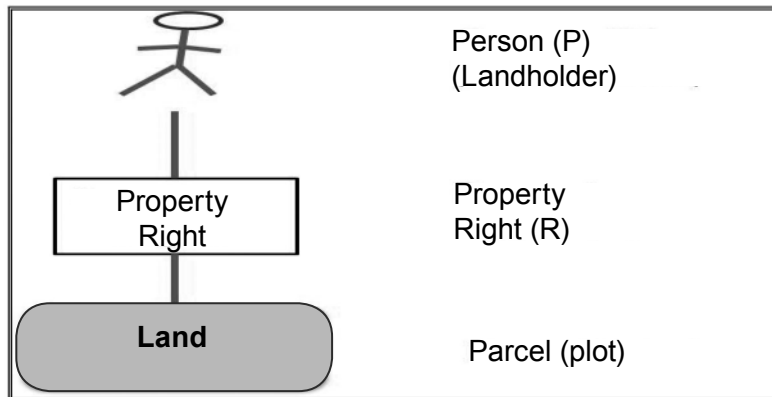 Person (P)
(Landholder)
Property
Right
Property
Right (R)
Land
Parcel (plot)